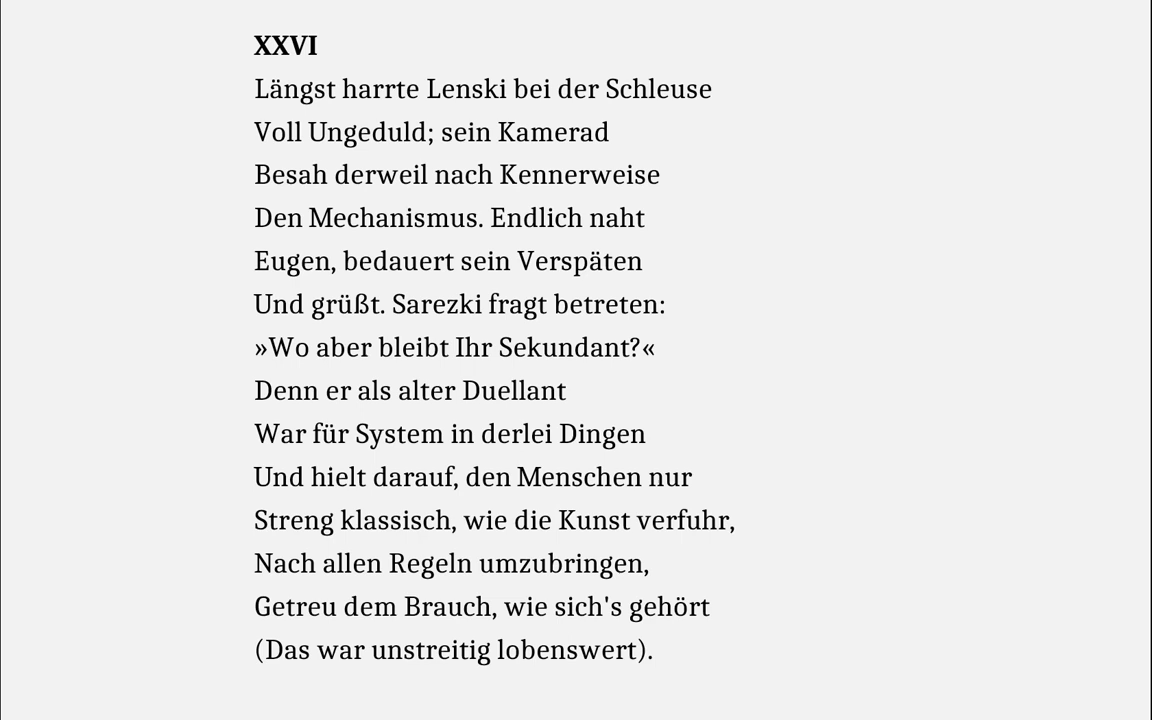 XXVI
Längst harrte Lenski bei der Schleuse
Voll Ungeduld; sein Kamerad
Besah derweil nach Kennerweise
Den Mechanismus. Endlich naht
Eugen, bedauert sein Verspäten
Und grüßt. Sarezki fragt betreten:
»Wo aber bleibt Ihr Sekundant?«
Denn er als alter Duellant
War für System in derlei Dingen
Und hielt darauf, den Menschen nur
Streng klassisch, wie die Kunst verfuhr,
Nach allen Regeln umzubringen,
Getreu dem Brauch, wie sich's gehört
(Das war unstreitig lobenswert).